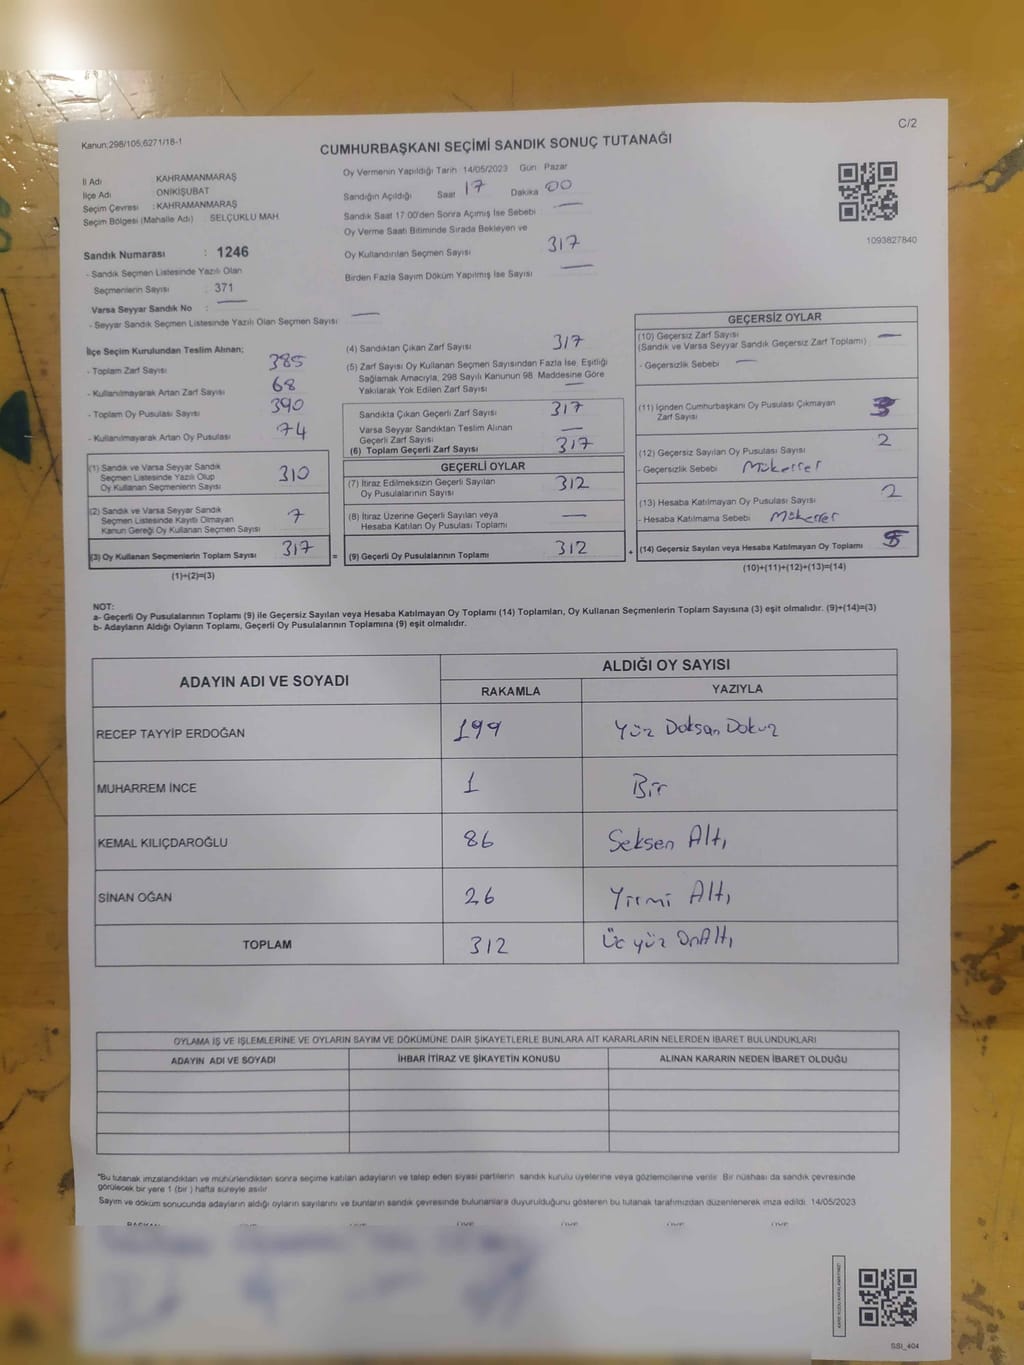 C/2
Kanun:298/105;6271/18-1
CUMHURBAŞKANI SEÇİMİ SANDIK SONUÇ TUTANAĞI
İl Adı KAHRAMANMARAŞ
İlçe Adı ONİKİŞUBAT
Seçim Çevresi : KAHRAMANMARAŞ
Seçim Bölgesi (Mahalle Adı) : SELÇUKLU MAH.
Sandık Numarası : 1246
- Sandık Seçmen Listesinde Yazılı Olan
Seçmenlerin Sayısı : 371
Varsa Seyyar Sandık No : —
- Seyyar Sandık Seçmen Listesinde Yazılı Olan Seçmen Sayısı : —
Oy Vermenin Yapıldığı Tarih 14/05/2023 Gün Pazar
Sandığın Açıldığı Saat 17 Dakika 00
Sandık Saat 17.00'den Sonra Açımış İse Sebebi —
Oy Verme Saati Bitiminde Sırada Bekleyen ve
Oy Kullandırılan Seçmen Sayısı 317
Birden Fazla Sayım Döküm Yapılmış İse Sayısı —
1093827840
İlçe Seçim Kurulundan Teslim Alınan;
- Toplam Zarf Sayısı 385
- Kullanılmayarak Artan Zarf Sayısı 68
- Toplam Oy Pusulası Sayısı 390
- Kullanılmayarak Artan Oy Pusulası 74
(1) Sandık ve Varsa Seyyar Sandık
Seçmen Listesinde Yazılı Olup
Oy Kullanan Seçmenlerin Sayısı 310
(2) Sandık ve Varsa Seyyar Sandık
Seçmen Listesinde Kayıtlı Olmayan
Kanun Gereği Oy Kullanan Seçmen Sayısı 7
(3) Oy Kullanan Seçmenlerin Toplam Sayısı 317 =
(1)+(2)=(3)
(4) Sandıktan Çıkan Zarf Sayısı 317
(5) Zarf Sayısı Oy Kullanan Seçmen Sayısından Fazla İse, Eşitliği
Sağlamak Amacıyla, 298 Sayılı Kanunun 98. Maddesine Göre
Yakılarak Yok Edilen Zarf Sayısı —
Sandıkta Çıkan Geçerli Zarf Sayısı 317
Varsa Seyyar Sandıktan Teslim Alınan
Geçerli Zarf Sayısı —
(6) Toplam Geçerli Zarf Sayısı 317
GEÇERLİ OYLAR
(7) İtiraz Edilmeksizin Geçerli Sayılan
Oy Pusulalarının Sayısı 312
(8) İtiraz Üzerine Geçerli Sayılan veya
Hesaba Katılan Oy Pusulası Toplamı —
(9) Geçerli Oy Pusulalarının Toplamı 312 +
GEÇERSİZ OYLAR
(10) Geçersiz Zarf Sayısı
(Sandık ve Varsa Seyyar Sandık Geçersiz Zarf Toplamı) —
- Geçersizlik Sebebi —
(11) İçinden Cumhurbaşkanı Oy Pusulası Çıkmayan
Zarf Sayısı
(12) Geçersiz Sayılan Oy Pusulası Sayısı 2
- Geçersizlik Sebebi Mükerrer
(13) Hesaba Katılmayan Oy Pusulası Sayısı 2
- Hesaba Katılmama Sebebi Mükerrer
(14) Geçersiz Sayılan veya Hesaba Katılmayan Oy Toplamı
(10)+(11)+(12)+(13)=(14)
NOT:
a- Geçerli Oy Pusulalarının Toplamı (9) ile Geçersiz Sayılan veya Hesaba Katılmayan Oy Toplamı (14) Toplamları, Oy Kullanan Seçmenlerin Toplam Sayısına (3) eşit olmalıdır. (9)+(14)=(3)
b- Adayların Aldığı Oyların Toplamı, Geçerli Oy Pusulalarının Toplamına (9) eşit olmalıdır.
ADAYIN ADI VE SOYADI ALDIĞI OY SAYISI
RAKAMLA YAZIYLA
RECEP TAYYİP ERDOĞAN 199 Yüz Doksan Dokuz
MUHARREM İNCE 1 Bir
KEMAL KILIÇDAROĞLU 86 Seksen Altı
SİNAN OĞAN 26 Yirmi Altı
TOPLAM 312 Üç yüz OnAltı
OYLAMA İŞ VE İŞLEMLERİNE VE OYLARIN SAYIM VE DÖKÜMÜNE DAİR ŞİKAYETLERLE BUNLARA AİT KARARLARIN NELERDEN İBARET BULUNDUKLARI
ADAYIN ADI VE SOYADI İHBAR İTİRAZ VE ŞİKAYETİN KONUSU ALINAN KARARIN NEDEN İBARET OLDUĞU
*Bu tutanak imzalandıktan ve mühürlendikten sonra seçime katılan adayların ve talep eden siyasi partilerin sandık kurulu üyelerine veya gözlemcilerine verilir. Bir nüshası da sandık çevresinde
görülecek bir yere 1 (bir ) hafta süreyle asılır
Sayım ve döküm sonucunda adayların aldığı oyların sayılarını ve bunların sandık çevresinde bulunanlara duyurulduğunu gösteren bu tutanak tarafımızdan düzenlenerek imza edildi. 14/05/2023
SSI_404